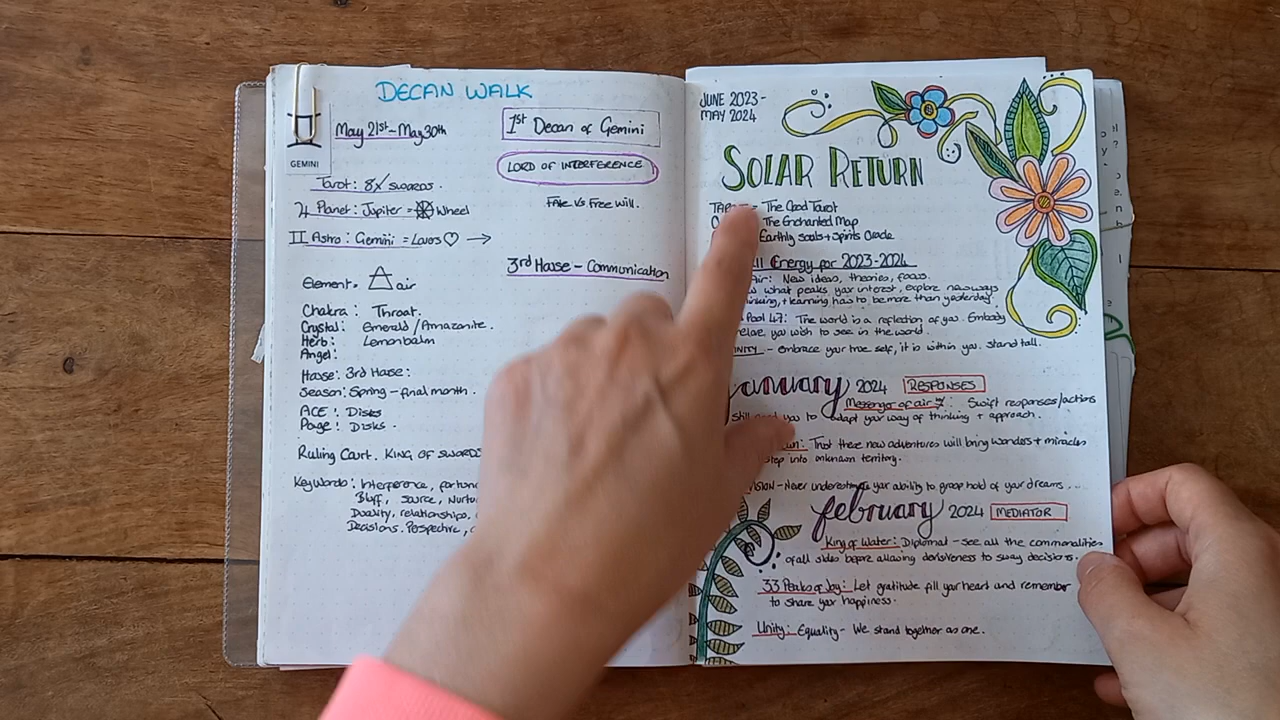 DECAN WALK
GEMINI
May 21st - May 30th
1st Decan of Gemini
LORD OF INTERFERENCE
Fate vs Free will.
Tarot: 8x swords.
♃ Planet: Jupiter = Wheel
II Astro: Gemini = Lovers ♡ →
3rd House - Communication
Element = air
Chakra: Throat.
Crystal: Emerald / Amazonite.
Herb: Lemonbalm
Angel:
House: 3rd House:
Season: Spring - final month.
ACE: Disks
Page: Disks.
Ruling Court. KING OF SWORDS
Keywords: Interference, fortune
Bluff, source,
Duality, relationships,
Decisions. Perspective,
JUNE 2023 -
MAY 2024
SOLAR RETURN
The Good Tarot
The Enchanted Map
Earthly Souls + Spirits Oracle
Energy for 2023-2024
Air: New ideas, theories, focus.
what peaks your interest, explore new ways
+ learning has to be more than yesterday.
Pool 47: The world is a reflection of you. Embody
you wish to see in the world.
- Embrace your true self, it is within you. Stand tall.
January 2024 RESPONSES
Messenger of air: Swift responses/actions
still need you to adapt your way of thinking + approach.
Trust these new adventures will bring wonders + miracles
step into unknown territory.
- Never underestimate your ability to grasp hold of your dreams...
february 2024 MEDIATOR
King of Water: Diplomat - see all the commonalities
of all sides before allowing decisiveness to sway decisions.
33 Peaks of Joy: Let gratitude fill your heart and remember
to share your happiness.
Unity: Equality - We stand together as one.